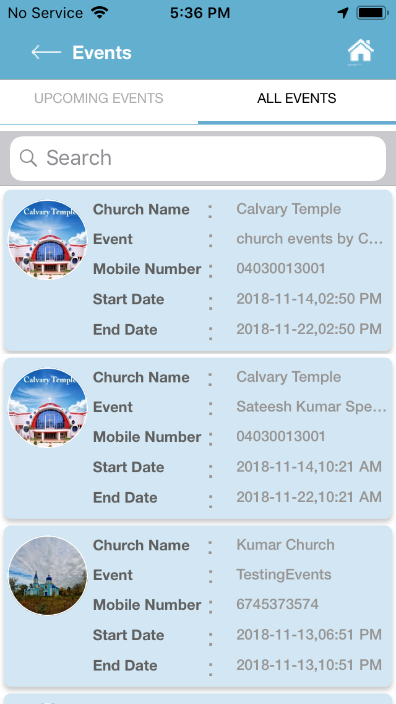 No Service 5:36 PM
Events
UPCOMING EVENTS ALL EVENTS
Search
Calvary Temple
Church Name : Calvary Temple
Event : church events by C...
Mobile Number : 04030013001
Start Date : 2018-11-14,02:50 PM
End Date : 2018-11-22,02:50 PM
Calvary Temple
Church Name : Calvary Temple
Event : Sateesh Kumar Spe...
Mobile Number : 04030013001
Start Date : 2018-11-14,10:21 AM
End Date : 2018-11-22,10:21 AM
Church Name : Kumar Church
Event : TestingEvents
Mobile Number : 6745373574
Start Date : 2018-11-13,06:51 PM
End Date : 2018-11-13,10:51 PM